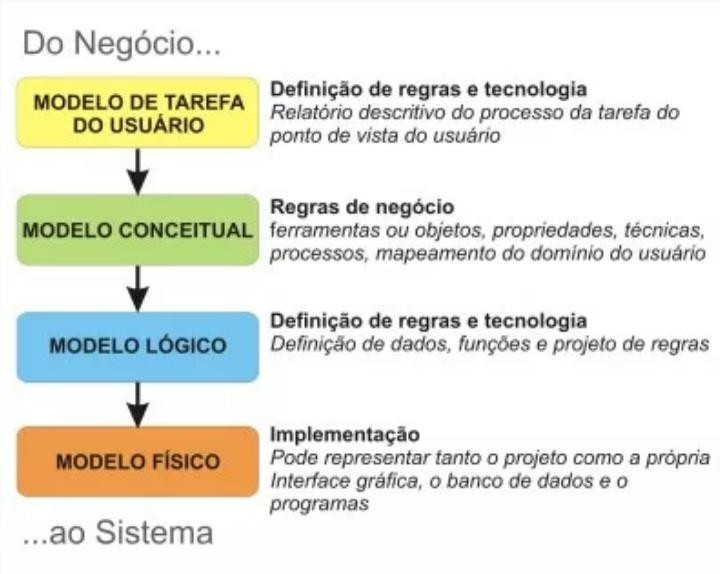 Do Negócio...
MODELO DE TAREFA
DO USUÁRIO
Definição de regras e tecnologia
Relatório descritivo do processo da tarefa do
ponto de vista do usuário
MODELO CONCEITUAL
Regras de negócio
ferramentas ou objetos, propriedades, técnicas,
processos, mapeamento do domínio do usuário
MODELO LÓGICO
Definição de regras e tecnologia
Definição de dados, funções e projeto de regras
MODELO FÍSICO
Implementação
Pode representar tanto o projeto como a própria
Interface gráfica, o banco de dados e o
programas
...ao Sistema